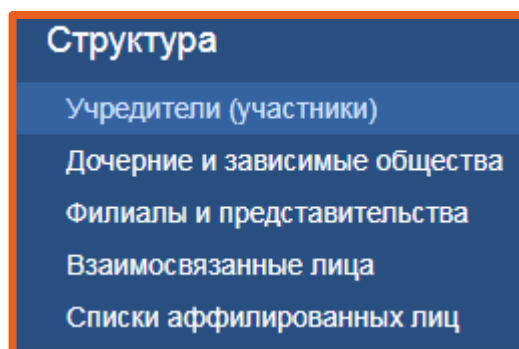 Структура
Учредители (участники)
Дочерние и зависимые общества
Филиалы и представительства
Взаимосвязанные лица
Списки аффилированных лиц